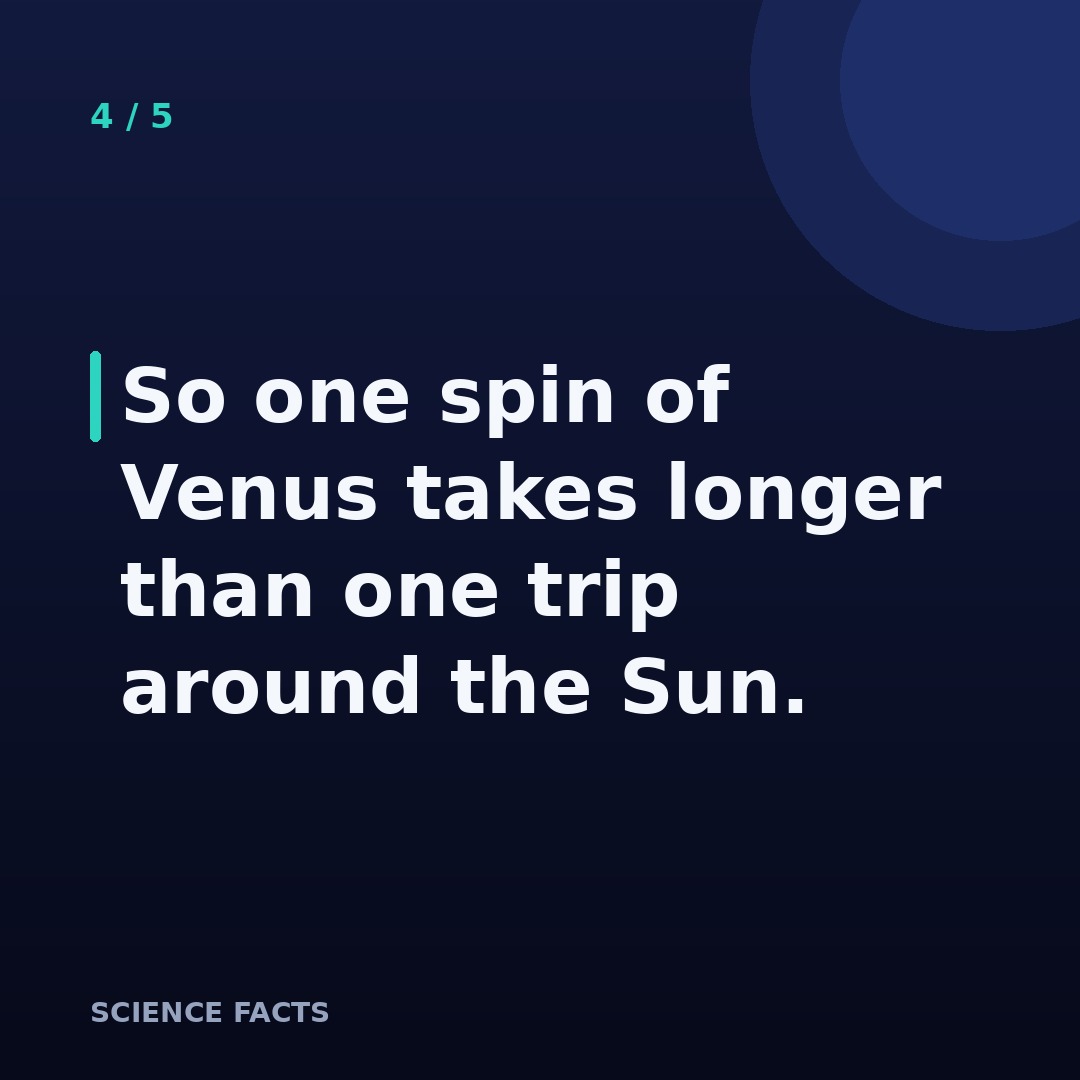 4 / 5
So one spin of
Venus takes longer
than one trip
around the Sun.
SCIENCE FACTS